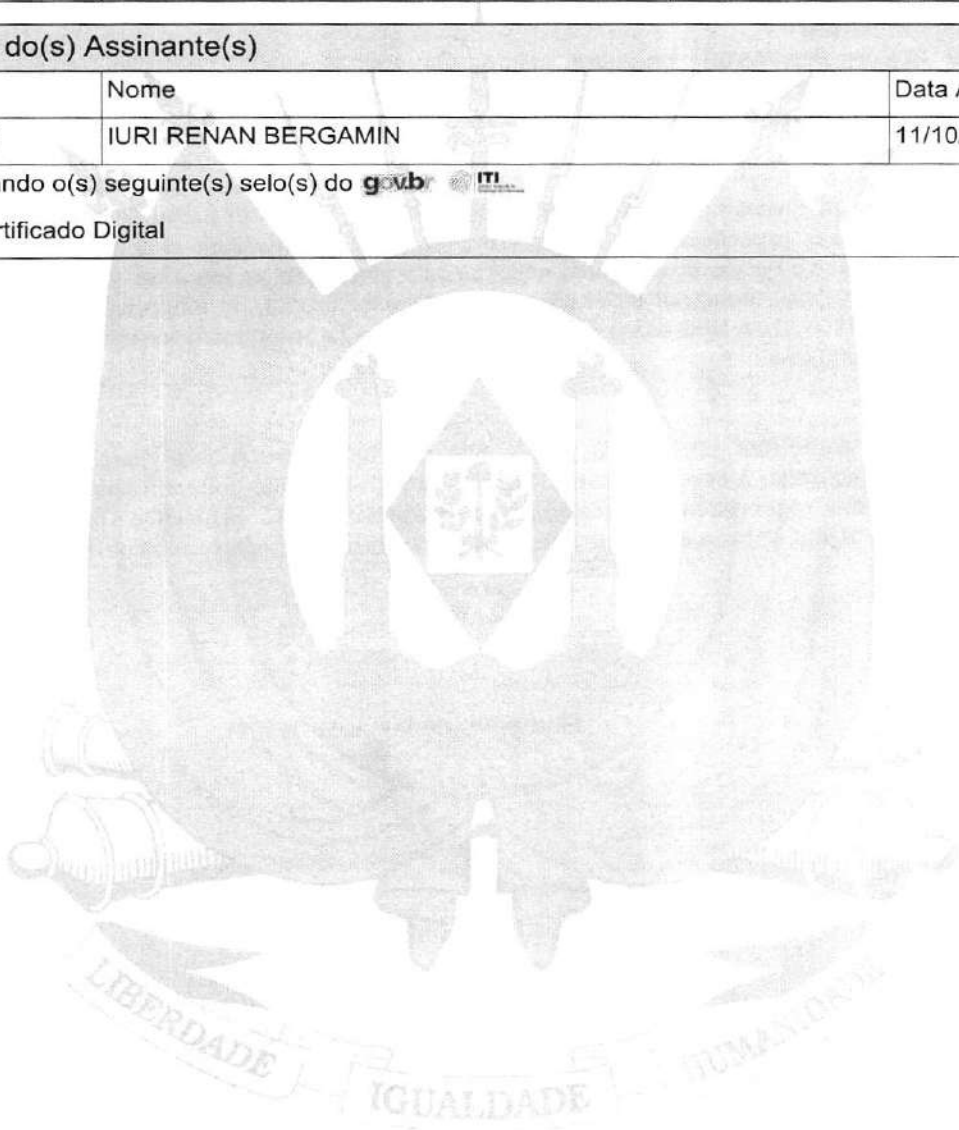 do(s) Assinante(s)
Nome Data
IURI RENAN BERGAMIN 11/10
ndo o(s) seguinte(s) selo(s) do gov.br ITI
rtificado Digital
LIBERDADE IGUALDADE HUMANIDADE